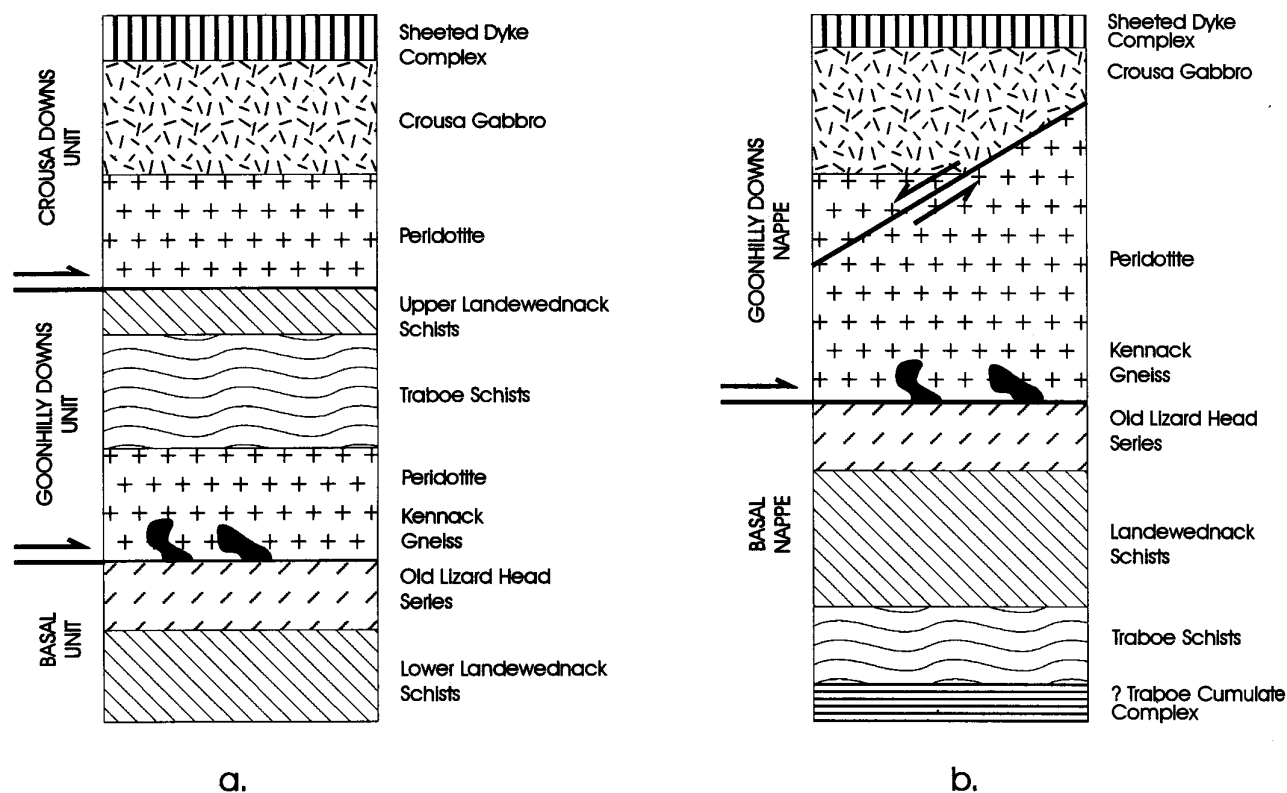 CROUSA DOWNS
UNIT
GOONHILLY DOWNS
UNIT
BASAL
UNIT
Sheeted Dyke
Complex
Crousa Gabbro
Peridotite
Upper Landewednack
Schists
Traboe Schists
Peridotite
Kennack
Gneiss
Old Lizard Head
Series
Lower Landewednack
Schists
a.
GOONHILLY DOWNS
NAPPE
BASAL
NAPPE
Sheeted Dyke
Complex
Crousa Gabbro
Peridotite
Kennack
Gneiss
Old Lizard Head
Series
Landewednack
Schists
Traboe Schists
? Traboe Cumulate
Complex
b.